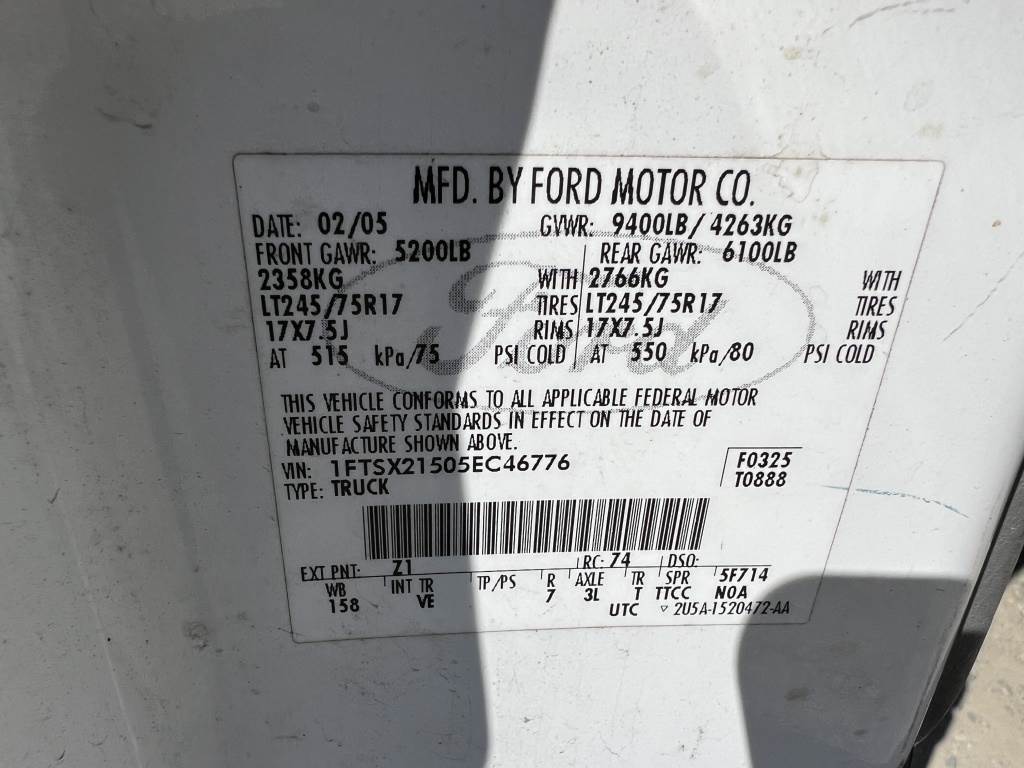 MFD. BY FORD MOTOR CO.
DATE: 02/05 GVWR: 9400LB/ 4263KG
FRONT GAWR: 5200LB REAR GAWR: 6100LB
2358KG WITH 2766KG WITH
LT245/75R17 TIRES LT245/75R17 TIRES
17X7.5J RIMS 17X7.5J RIMS
AT 515 kPa/75 PSI COLD AT 550 kPa/80 PSI COLD
Ford
THIS VEHICLE CONFORMS TO ALL APPLICABLE FEDERAL MOTOR
VEHICLE SAFETY STANDARDS IN EFFECT ON THE DATE OF
MANUFACTURE SHOWN ABOVE.
VIN: 1FTSX21505EC46776 F0325
TYPE: TRUCK T0888
EXT PNT: Z1 RC: 74 DSO:
WB INT TR TP/PS R AXLE TR SPR 5F714
158 VE 7 3L T TTCC NOA
UTC ▽ 2U5A-1520472-AA